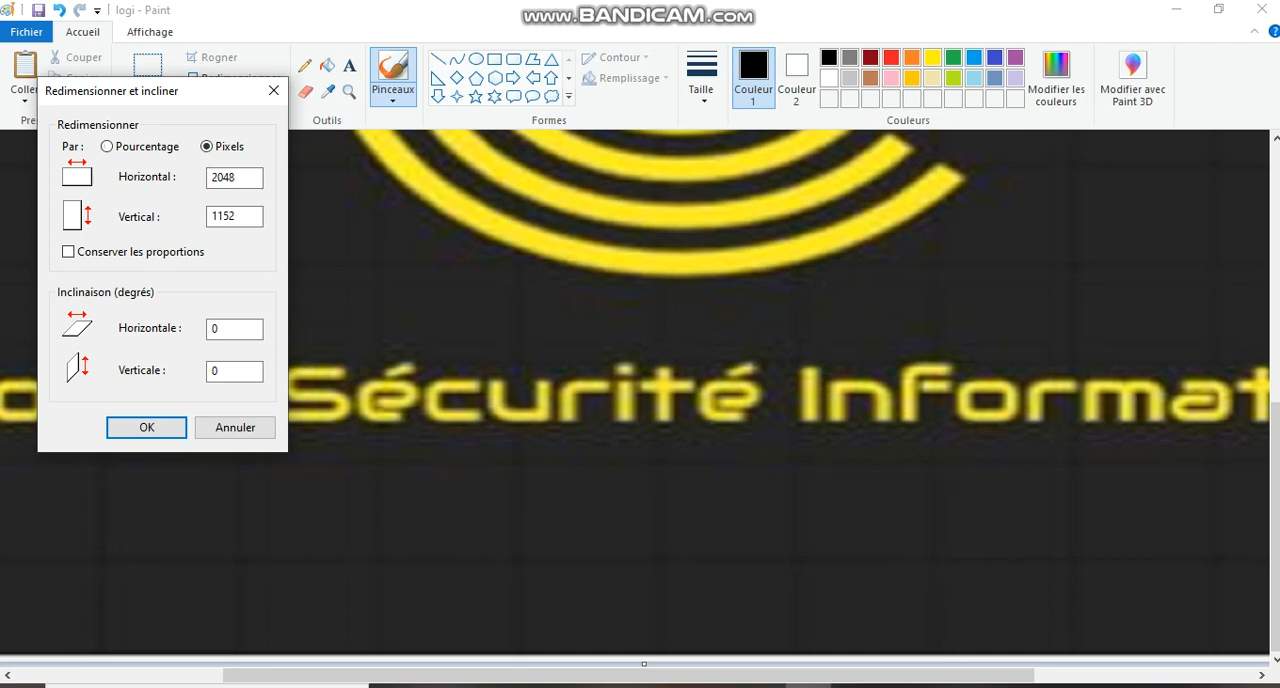 logi - Paint
www.BANDICAM.com
Fichier
Accueil
Affichage
Coller
Couper
Rogner
Outils
Pinceaux
Contour
Remplissage
Formes
Taille
Couleur
1
Couleur
2
Modifier les
couleurs
Couleurs
Modifier avec
Paint 3D
Redimensionner et incliner
Redimensionner
Par :
Pourcentage
Pixels
Horizontal :
2048
Vertical :
1152
Conserver les proportions
Inclinaison (degrés)
Horizontale :
0
Verticale :
0
OK
Annuler
Sécurité Informat